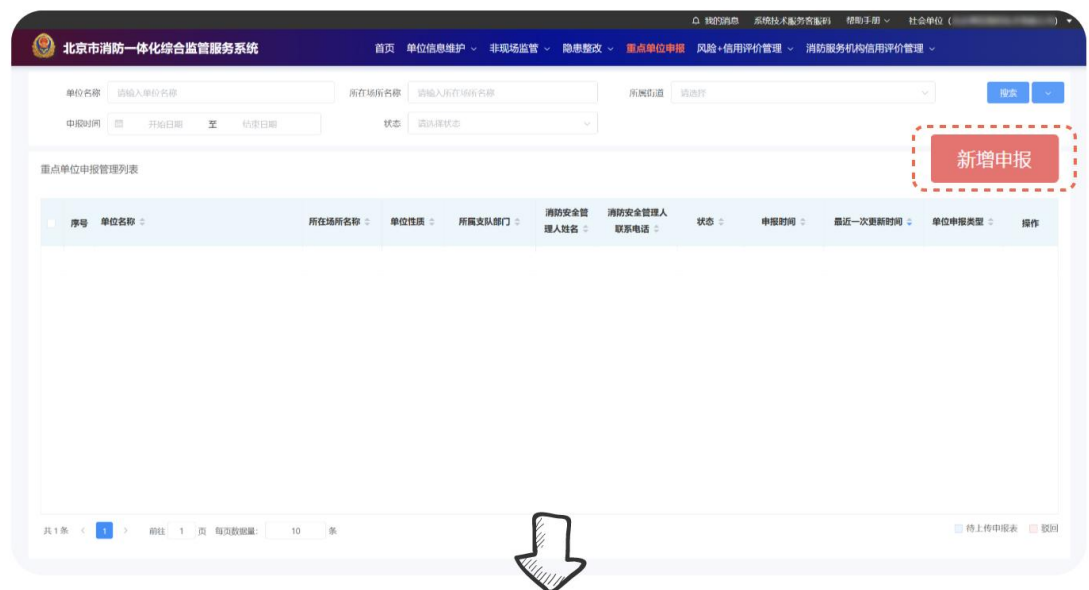 我的消息 系统技术服务客服码 帮助手册 社会单位 (
北京市消防一体化综合监管服务系统 首页 单位信息维护 非现场监管 隐患整改 重点单位申报 风险+信用评价管理 消防服务机构信用评价管理
单位名称 请输入单位名称 所在场所名称 请输入所在场所名称 所属街道 请选择 搜索
申报时间 开始日期 至 结束日期 状态 请选择状态
新增申报
重点单位申报管理列表
序号 单位名称 所在场所名称 单位性质 所属支队部门 消防安全管理人姓名 消防安全管理人联系电话 状态 申报时间 最近一次更新时间 单位申报类型 操作
共1条 1 前往 1 页 每页数据量: 10 条 待上传申报表 驳回